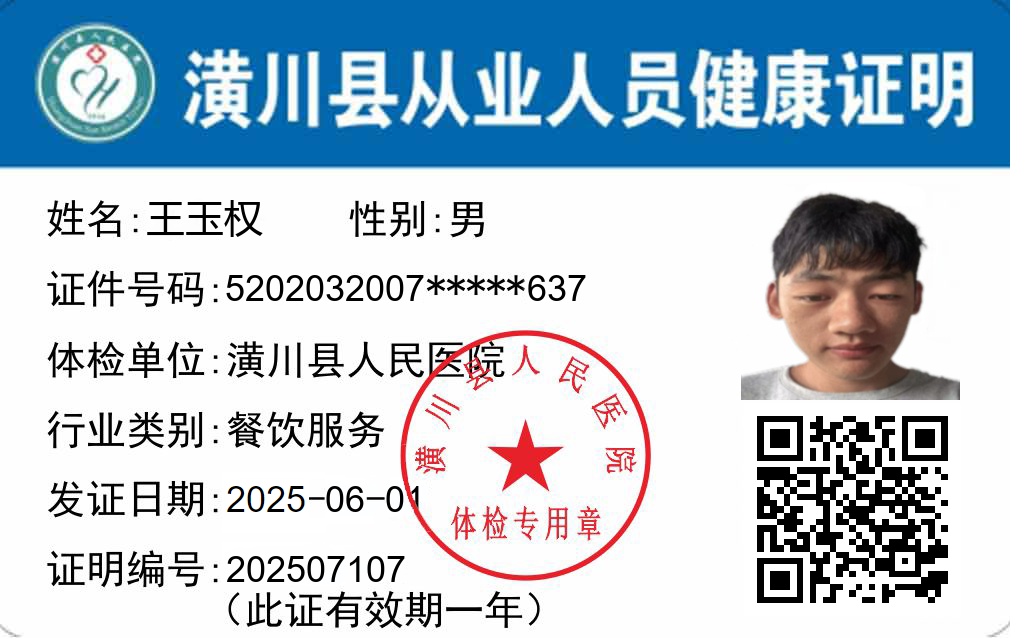 潢川县从业人员健康证明
姓名:王玉权 性别:男
证件号码:5202032007*****637
体检单位:潢川县人民医院
行业类别:餐饮服务
发证日期:2025-06-01
证明编号:202507107
（此证有效期一年）
潢川县人民医院
体检专用章